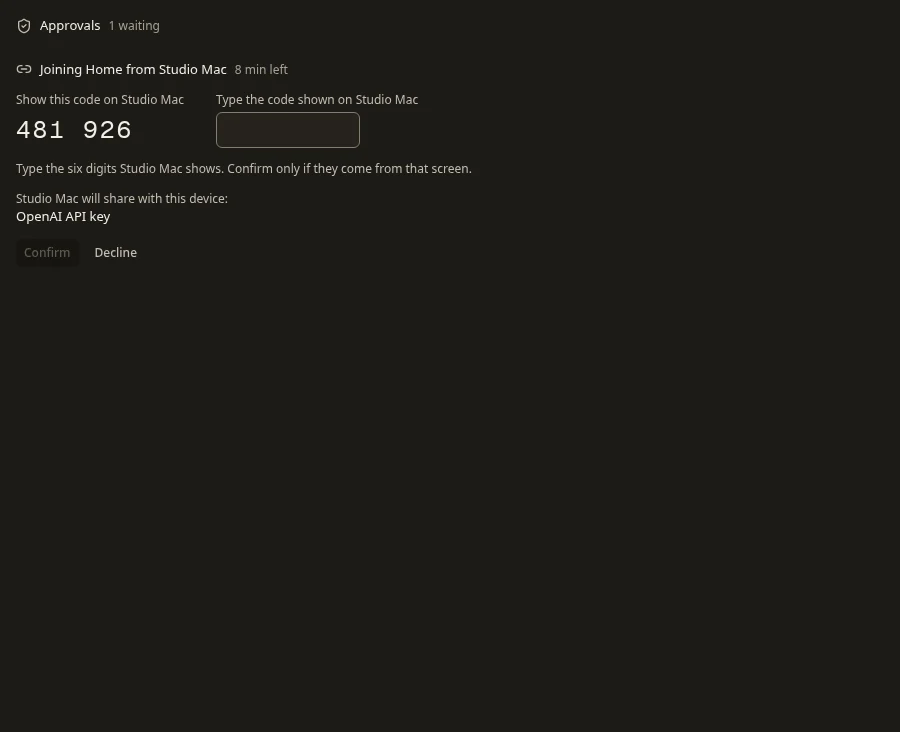 Approvals 1 waiting
Joining Home from Studio Mac 8 min left
Show this code on Studio Mac
Type the code shown on Studio Mac
481 926
Type the six digits Studio Mac shows. Confirm only if they come from that screen.
Studio Mac will share with this device:
OpenAI API key
Confirm Decline